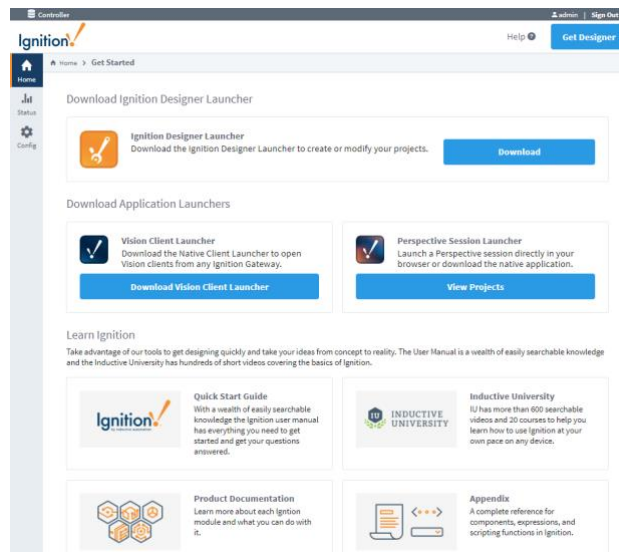 Controller
admin | Sign Out
Ignition!
Help
Get Designer
Home > Get Started
Home
Status
Config
Download Ignition Designer Launcher
Ignition Designer Launcher
Download the Ignition Designer Launcher to create or modify your projects.
Download
Download Application Launchers
Vision Client Launcher
Download the Native Client Launcher to open
Vision clients from any Ignition Gateway.
Download Vision Client Launcher
Perspective Session Launcher
Launch a Perspective session directly in your
browser or download the native application.
View Projects
Learn Ignition
Take advantage of our tools to get designing quickly and take your ideas from concept to reality. The User Manual is a wealth of easily searchable knowledge
and the Inductive University has hundreds of short videos covering the basics of Ignition.
Ignition!
by inductive automation
Quick Start Guide
With a wealth of easily searchable
knowledge the Ignition user manual
has everything you need to get
started and get your questions
answered.
IU
INDUCTIVE
UNIVERSITY
Inductive University
IU has more than 600 searchable
videos and 20 courses to help you
learn how to use Ignition at your
own pace on any device.
Product Documentation
Learn more about each Ignition
module and what you can do with
it.
Appendix
A complete reference for
components, expressions, and
scripting functions in Ignition.